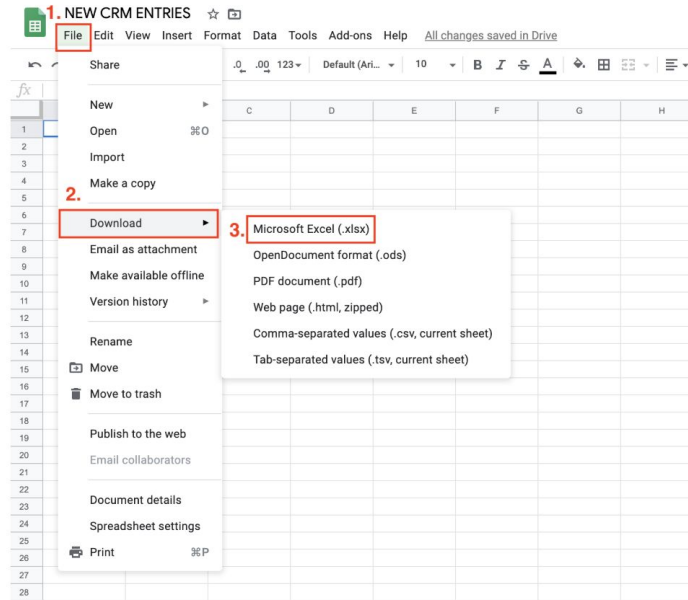 1. NEW CRM ENTRIES
File Edit View Insert Format Data Tools Add-ons Help All changes saved in Drive
.0 .00 123 Default (Ari... 10 B I S A
fx
Share
New
Open ⌘O
Import
Make a copy
2.
Download
Email as attachment
Make available offline
Version history
Rename
Move
Move to trash
Publish to the web
Email collaborators
Document details
Spreadsheet settings
Print ⌘P
3. Microsoft Excel (.xlsx)
OpenDocument format (.ods)
PDF document (.pdf)
Web page (.html, zipped)
Comma-separated values (.csv, current sheet)
Tab-separated values (.tsv, current sheet)
C D E F G H
1
2
3
4
5
6
7
8
9
10
11
12
13
14
15
16
17
18
19
20
21
22
23
24
25
26
27
28